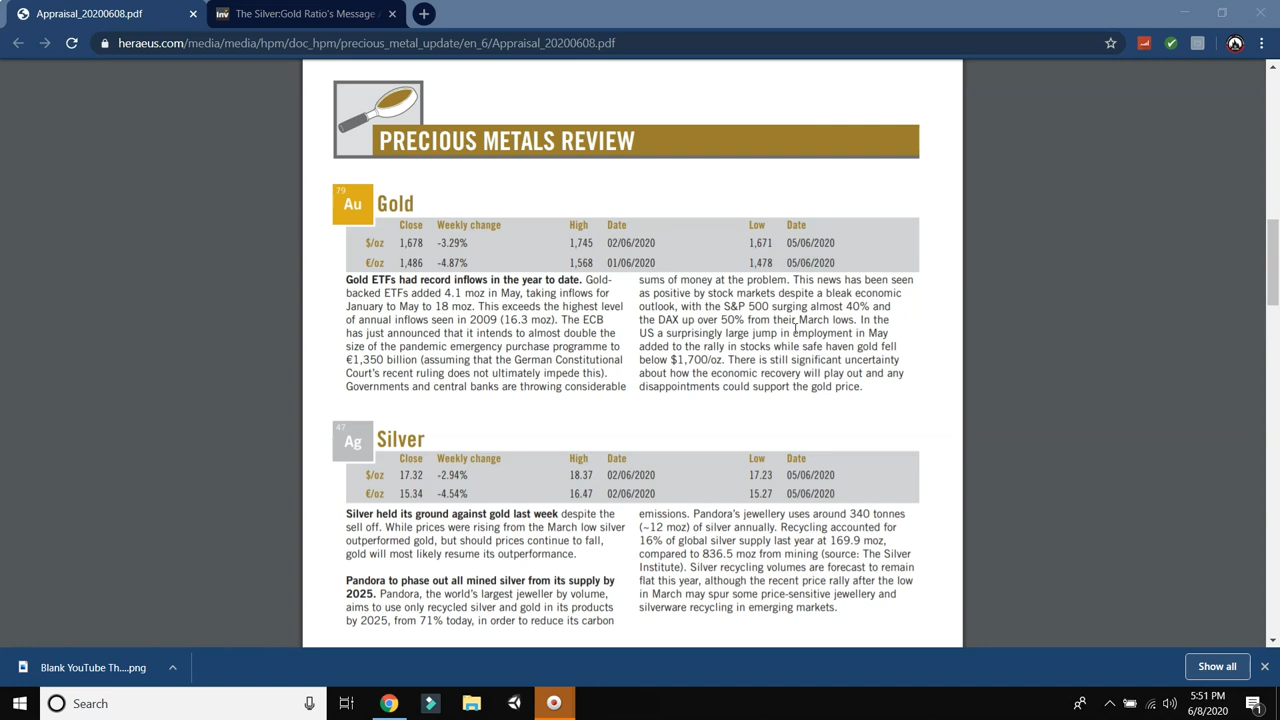 Appraisal_20200608.pdf
The Silver:Gold Ratio's Message /
heraeus.com/media/media/hpm/doc_hpm/precious_metal_update/en_6/Appraisal_20200608.pdf
PRECIOUS METALS REVIEW
79
Au
Gold
Close Weekly change High Date Low Date
$/oz 1,678 -3.29% 1,745 02/06/2020 1,671 05/06/2020
€/oz 1,486 -4.87% 1,568 01/06/2020 1,478 05/06/2020
Gold ETFs had record inflows in the year to date. Gold-
backed ETFs added 4.1 moz in May, taking inflows for
January to May to 18 moz. This exceeds the highest level
of annual inflows seen in 2009 (16.3 moz). The ECB
has just announced that it intends to almost double the
size of the pandemic emergency purchase programme to
€1,350 billion (assuming that the German Constitutional
Court's recent ruling does not ultimately impede this).
Governments and central banks are throwing considerable
sums of money at the problem. This news has been seen
as positive by stock markets despite a bleak economic
outlook, with the S&P 500 surging almost 40% and
the DAX up over 50% from their March lows. In the
US a surprisingly large jump in employment in May
added to the rally in stocks while safe haven gold fell
below $1,700/oz. There is still significant uncertainty
about how the economic recovery will play out and any
disappointments could support the gold price.
47
Ag
Silver
Close Weekly change High Date Low Date
$/oz 17.32 -2.94% 18.37 02/06/2020 17.23 05/06/2020
€/oz 15.34 -4.54% 16.47 02/06/2020 15.27 05/06/2020
Silver held its ground against gold last week despite the
sell off. While prices were rising from the March low silver
outperformed gold, but should prices continue to fall,
gold will most likely resume its outperformance.
Pandora to phase out all mined silver from its supply by
2025. Pandora, the world's largest jeweller by volume,
aims to use only recycled silver and gold in its products
by 2025, from 71% today, in order to reduce its carbon
emissions. Pandora's jewellery uses around 340 tonnes
(~12 moz) of silver annually. Recycling accounted for
16% of global silver supply last year at 169.9 moz,
compared to 836.5 moz from mining (source: The Silver
Institute). Silver recycling volumes are forecast to remain
flat this year, although the recent price rally after the low
in March may spur some price-sensitive jewellery and
silverware recycling in emerging markets.
Blank YouTube Th....png
Show all
Search
5:51 PM
6/8/2020